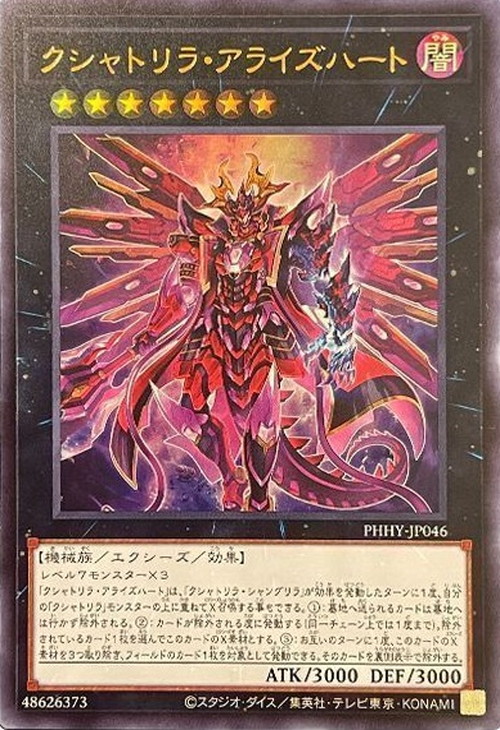 クシャトリラ・アライズハート
闇
PHHY-JP046
【機械族／エクシーズ／効果】
レベル7モンスター×3
「クシャトリラ・アライズハート」は、「クシャトリラ・シャングリラ」が効果を発動したターンに1度、自分
の「クシャトリラ」モンスターの上に重ねてX召喚する事もできる。①：墓地へ送られるカードは墓地へ
は行かず除外される。②：カードが除外される度に発動する(同一チェーン上では1度まで)。除外
されているカード1枚を選んでこのカードのX素材とする。③：お互いのターンに1度、このカードのX
素材を3つ取り除き、フィールドのカード1枚を対象として発動できる。そのカードを裏側表示で除外する。
ATK/3000 DEF/3000
48626373
©スタジオ・ダイス／集英社・テレビ東京・KONAMI